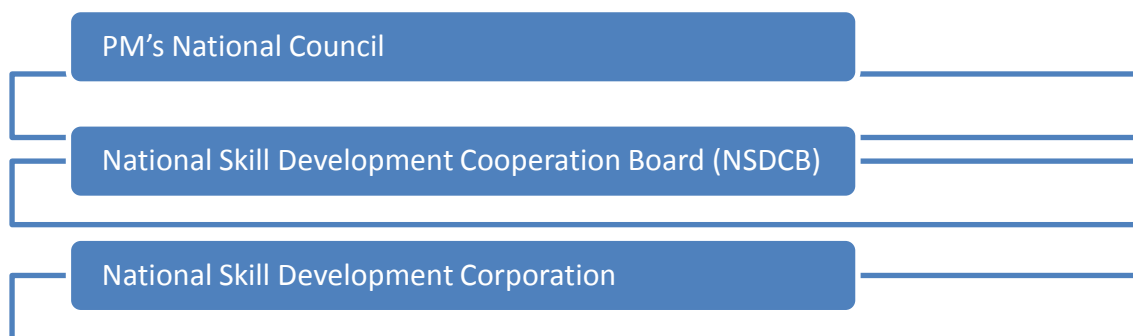 PM’s National Council
National Skill Development Cooperation Board (NSDCB)
National Skill Development Corporation